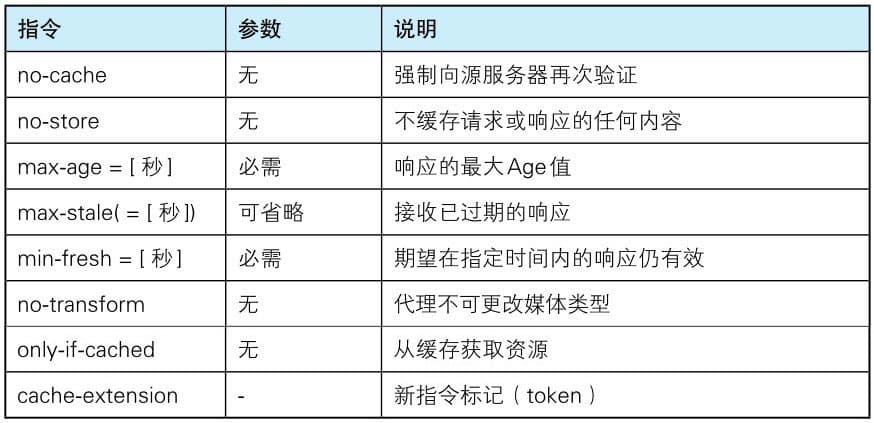 指令 参数 说明
no-cache 无 强制向源服务器再次验证
no-store 无 不缓存请求或响应的任何内容
max-age = [ 秒 ] 必需 响应的最大Age值
max-stale( = [ 秒 ]) 可省略 接收已过期的响应
min-fresh = [ 秒 ] 必需 期望在指定时间内的响应仍有效
no-transform 无 代理不可更改媒体类型
only-if-cached 无 从缓存获取资源
cache-extension - 新指令标记（token）